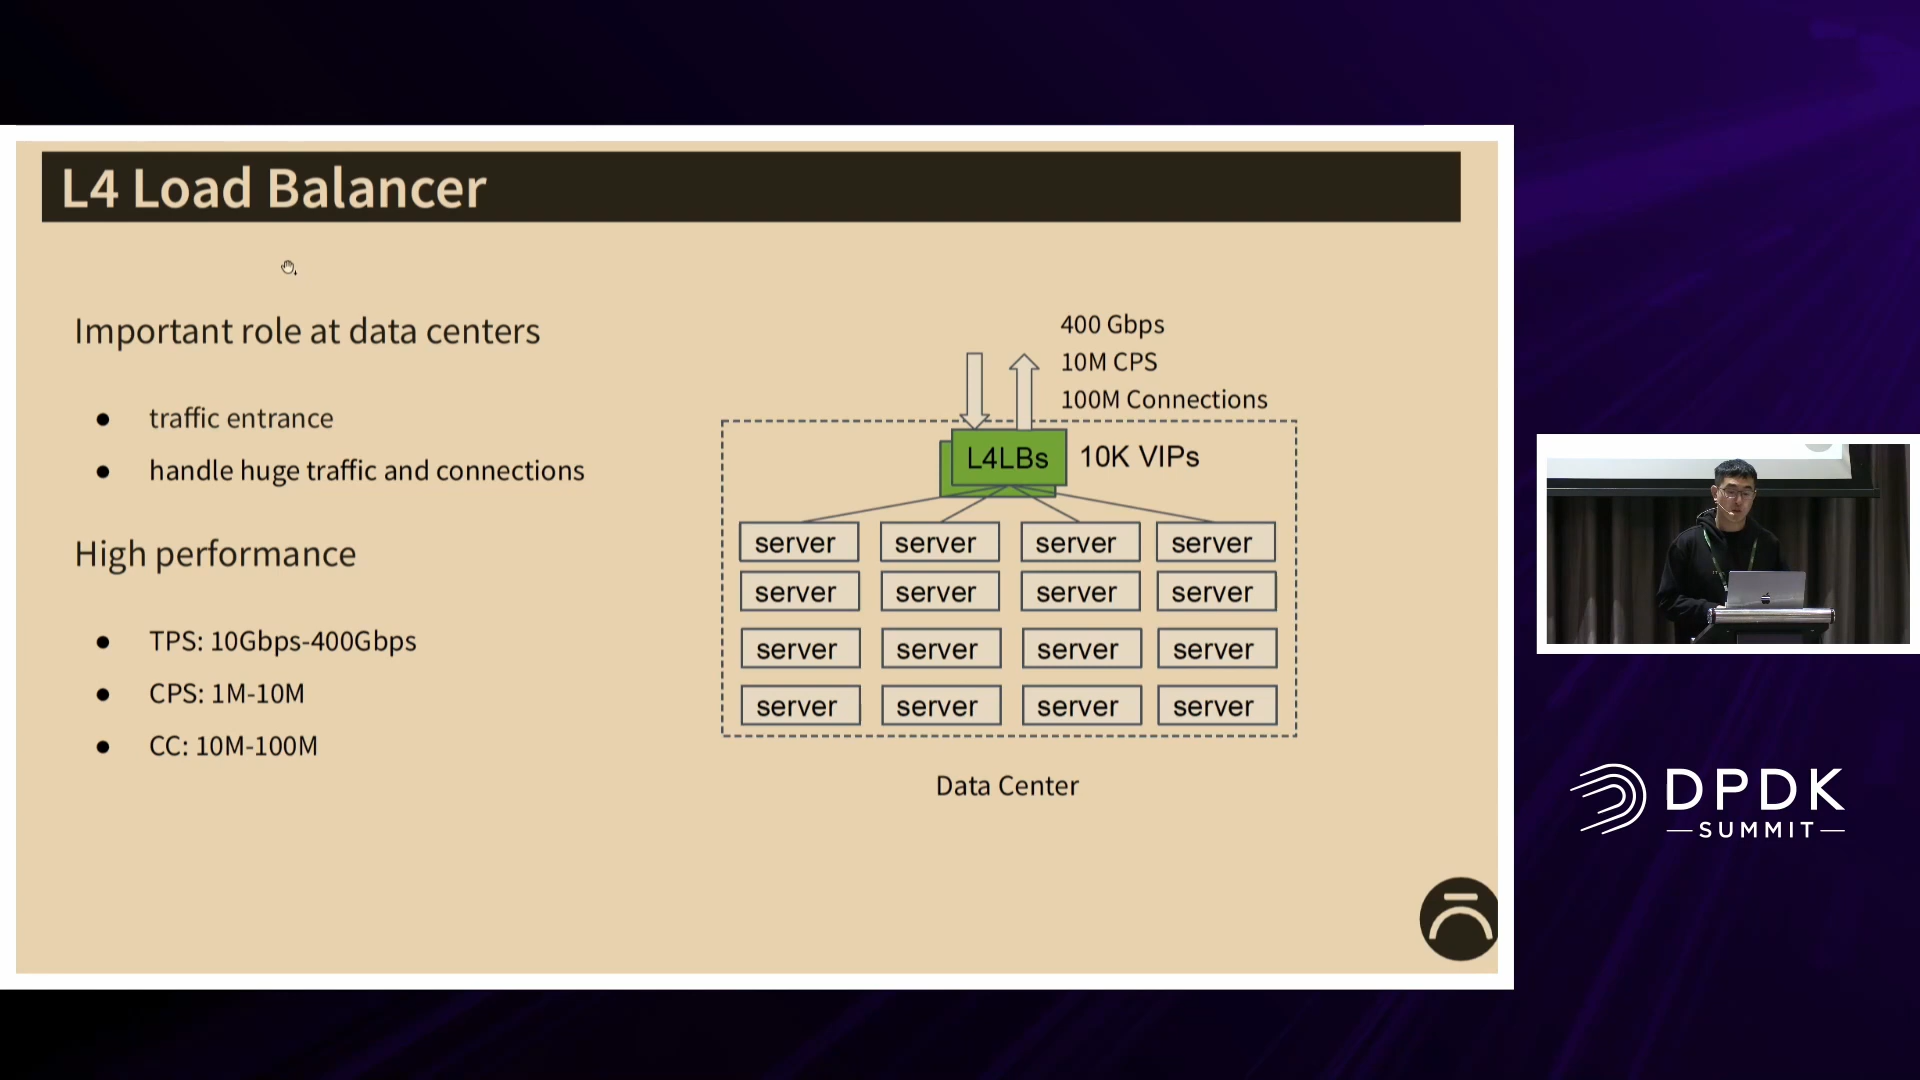 L4 Load Balancer
Important role at data centers
traffic entrance
handle huge traffic and connections
High performance
TPS: 10Gbps-400Gbps
CPS: 1M-10M
CC: 10M-100M
400 Gbps
10M CPS
100M Connections
L4LBs
10K VIPs
server server server server
server server server server
server server server server
server server server server
Data Center
DPDK
SUMMIT